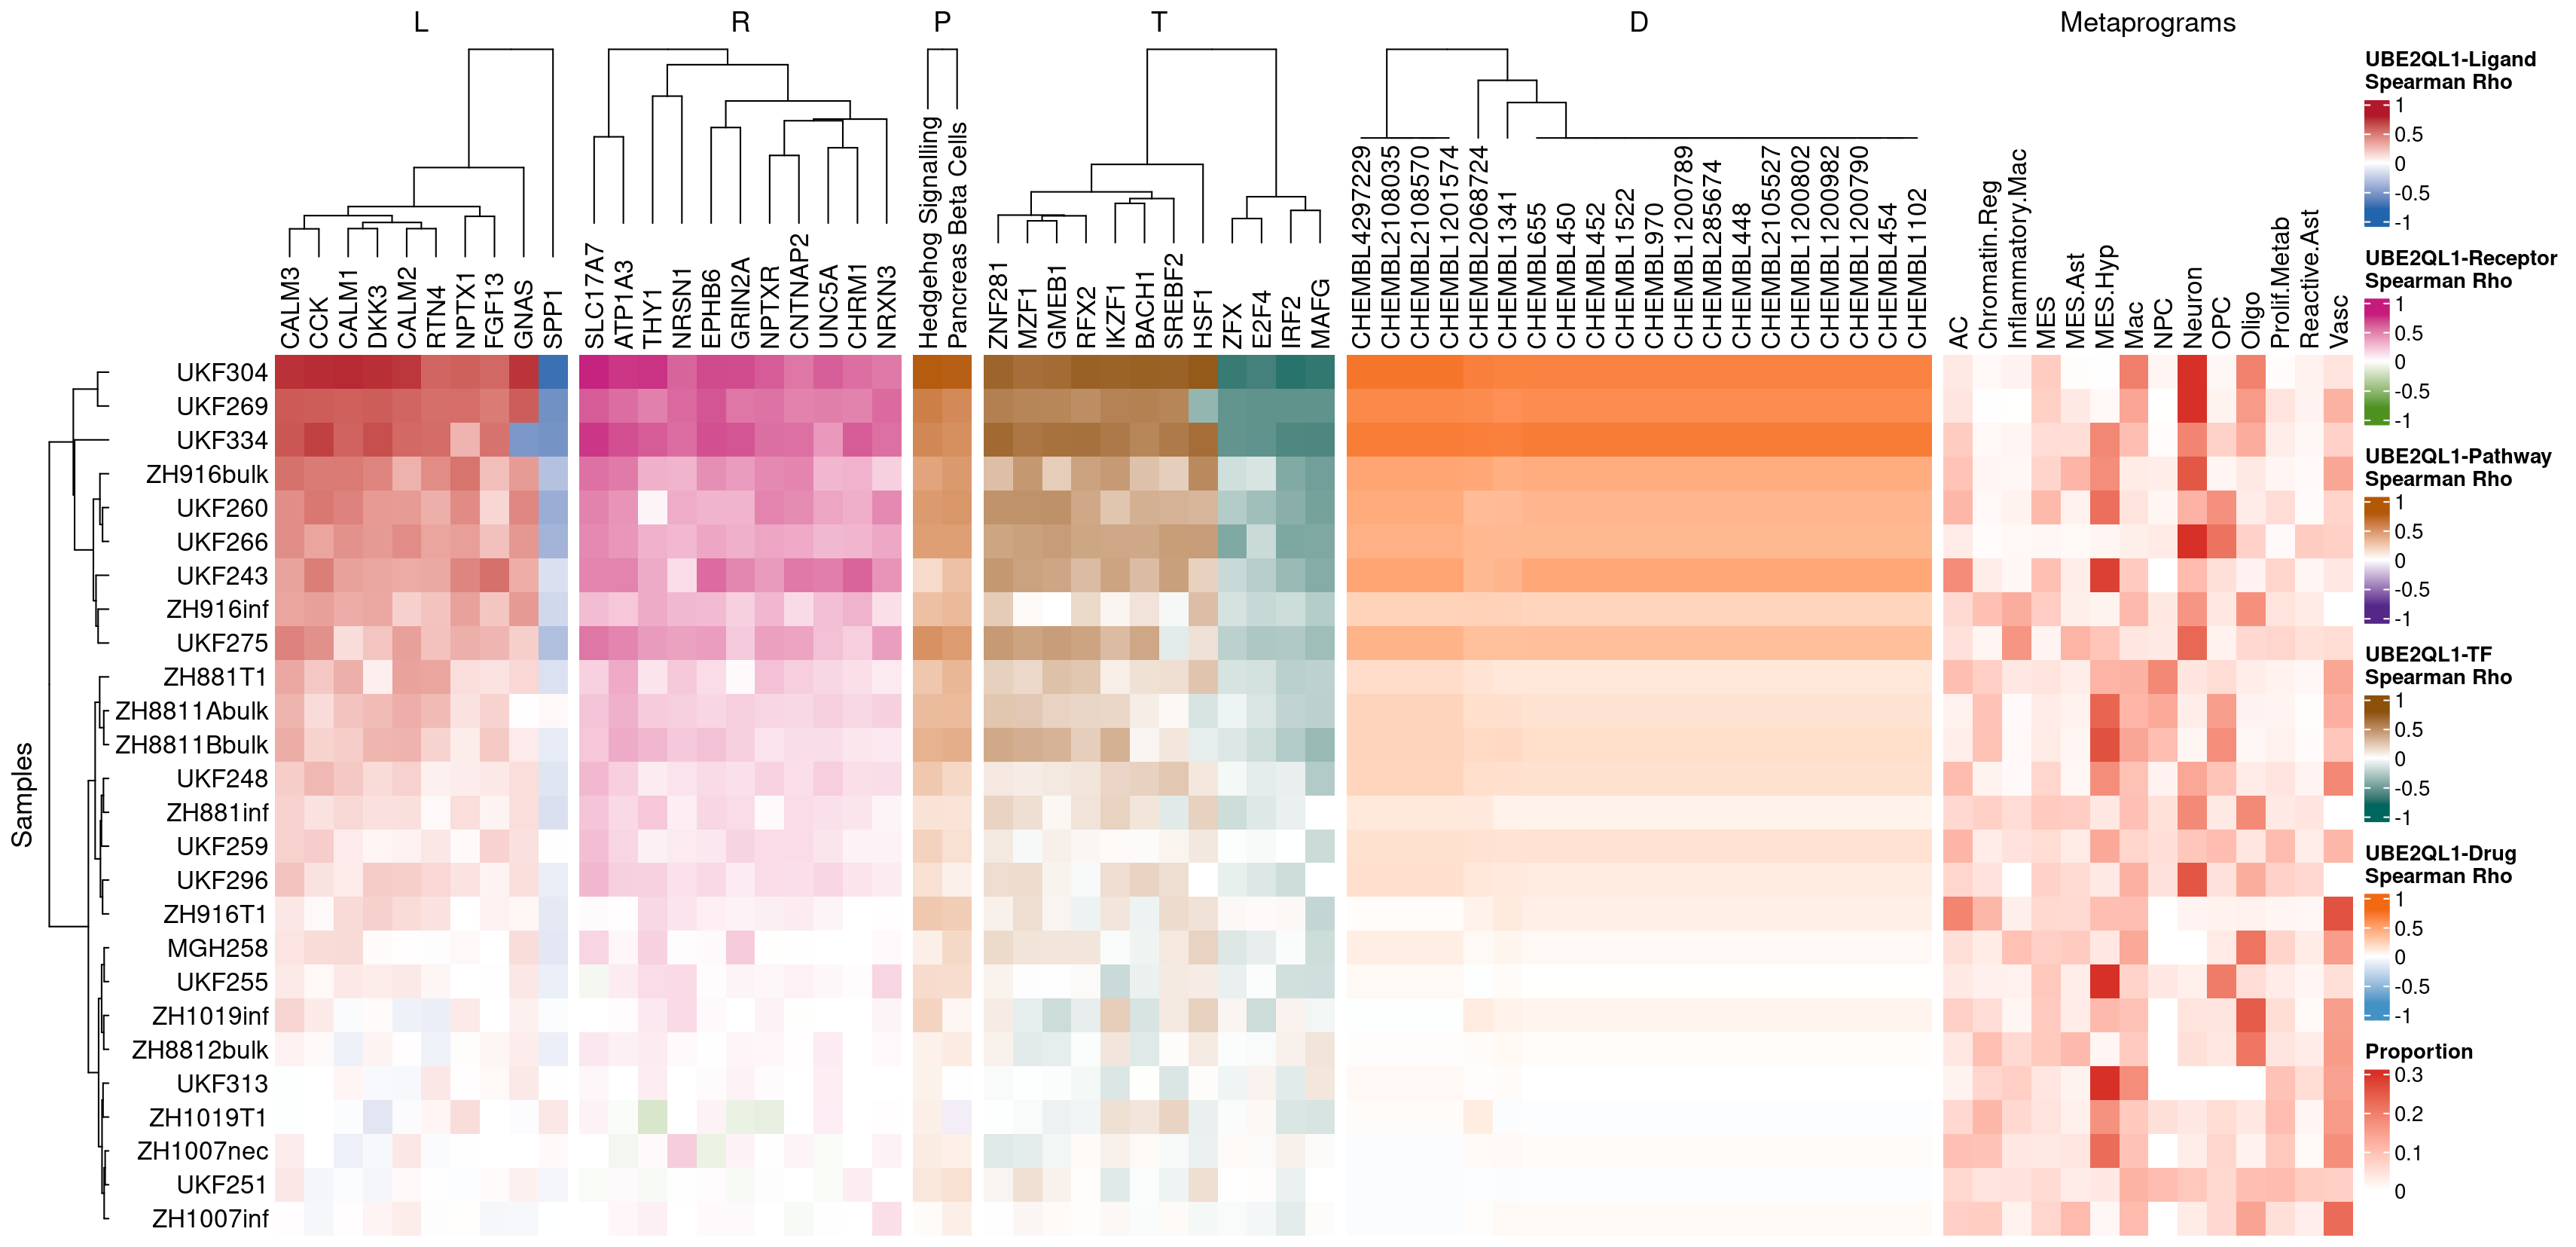 L
R
P
T
D
Metaprograms
CALM3
CCK
CALM1
DKK3
CALM2
RTN4
NPTX1
FGF13
GNAS
SPP1
SLC17A7
ATP1A3
THY1
NRSN1
EPHB6
GRIN2A
NPTXR
CNTNAP2
UNC5A
CHRM1
NRXN3
Hedgehog Signalling
Pancreas Beta Cells
ZNF281
MZF1
GMEB1
RFX2
IKZF1
BACH1
SREBF2
HSF1
ZFX
E2F4
IRF2
MAFG
CHEMBL4297229
CHEMBL2108035
CHEMBL2108570
CHEMBL1201574
CHEMBL2068724
CHEMBL1341
CHEMBL655
CHEMBL450
CHEMBL452
CHEMBL1522
CHEMBL970
CHEMBL1200789
CHEMBL285674
CHEMBL448
CHEMBL2105527
CHEMBL1200802
CHEMBL1200982
CHEMBL1200790
CHEMBL454
CHEMBL1102
AC
Chromatin.Reg
Inflammatory.Mac
MES
MES.Ast
MES.Hyp
Mac
NPC
Neuron
OPC
Oligo
Prolif.Metab
Reactive.Ast
Vasc
Samples
UKF304
UKF269
UKF334
ZH916bulk
UKF260
UKF266
UKF243
ZH916inf
UKF275
ZH881T1
ZH8811Abulk
ZH8811Bbulk
UKF248
ZH881inf
UKF259
UKF296
ZH916T1
MGH258
UKF255
ZH1019inf
ZH8812bulk
UKF313
ZH1019T1
ZH1007nec
UKF251
ZH1007inf
UBE2QL1-Ligand
Spearman Rho
1
0.5
0
-0.5
-1
UBE2QL1-Receptor
Spearman Rho
1
0.5
0
-0.5
-1
UBE2QL1-Pathway
Spearman Rho
1
0.5
0
-0.5
-1
UBE2QL1-TF
Spearman Rho
1
0.5
0
-0.5
-1
UBE2QL1-Drug
Spearman Rho
1
0.5
0
-0.5
-1
Proportion
0.3
0.2
0.1
0